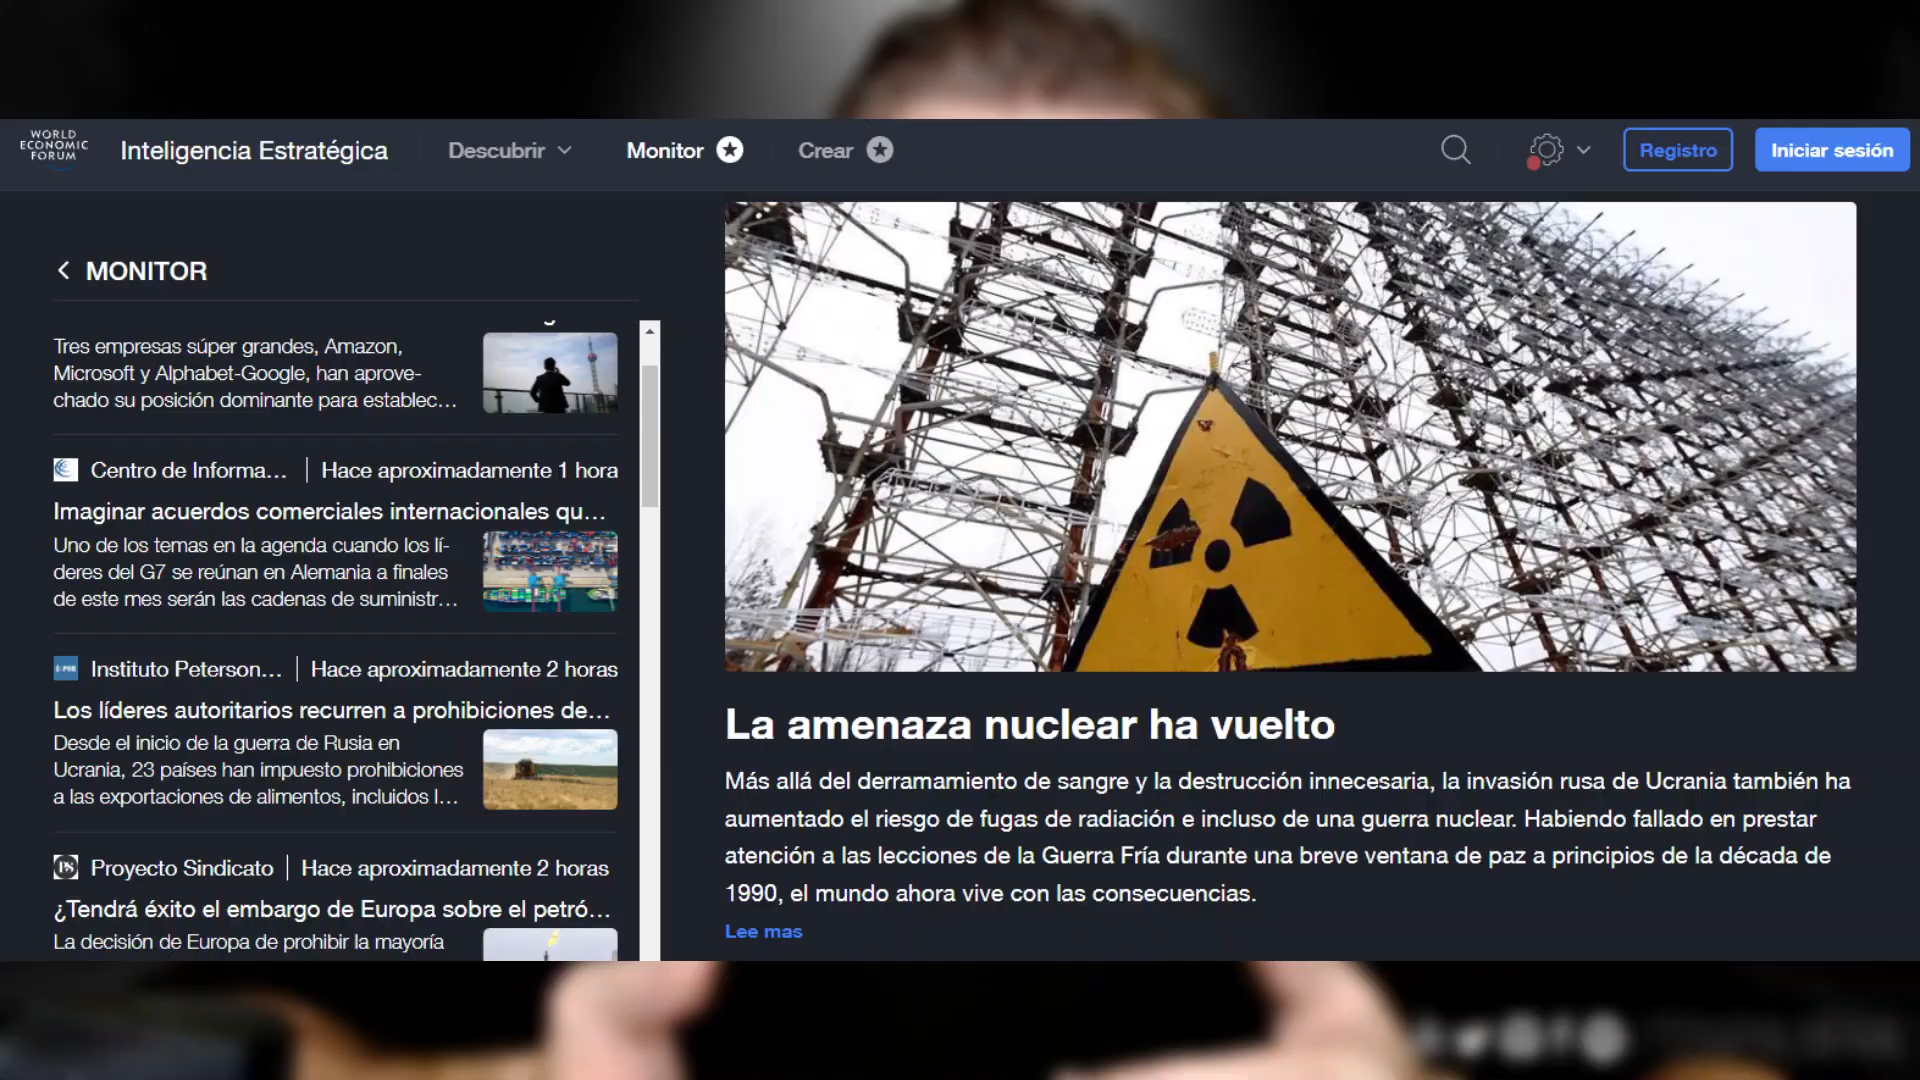 WORLD
ECONOMIC
FORUM
Inteligencia Estratégica
Descubrir
Monitor
Crear
Registro
Iniciar sesión
MONITOR
Tres empresas súper grandes, Amazon,
Microsoft y Alphabet-Google, han aprove-
chado su posición dominante para establec...
Centro de Informa... | Hace aproximadamente 1 hora
Imaginar acuerdos comerciales internacionales qu...
Uno de los temas en la agenda cuando los lí-
deres del G7 se reúnan en Alemania a finales
de este mes serán las cadenas de suministr...
Instituto Peterson... | Hace aproximadamente 2 horas
Los líderes autoritarios recurren a prohibiciones de...
Desde el inicio de la guerra de Rusia en
Ucrania, 23 países han impuesto prohibiciones
a las exportaciones de alimentos, incluidos l...
PS
Proyecto Sindicato | Hace aproximadamente 2 horas
¿Tendrá éxito el embargo de Europa sobre el petró...
La decisión de Europa de prohibir la mayoría
La amenaza nuclear ha vuelto
Más allá del derramamiento de sangre y la destrucción innecesaria, la invasión rusa de Ucrania también ha
aumentado el riesgo de fugas de radiación e incluso de una guerra nuclear. Habiendo fallado en prestar
atención a las lecciones de la Guerra Fría durante una breve ventana de paz a principios de la década de
1990, el mundo ahora vive con las consecuencias.
Lee mas